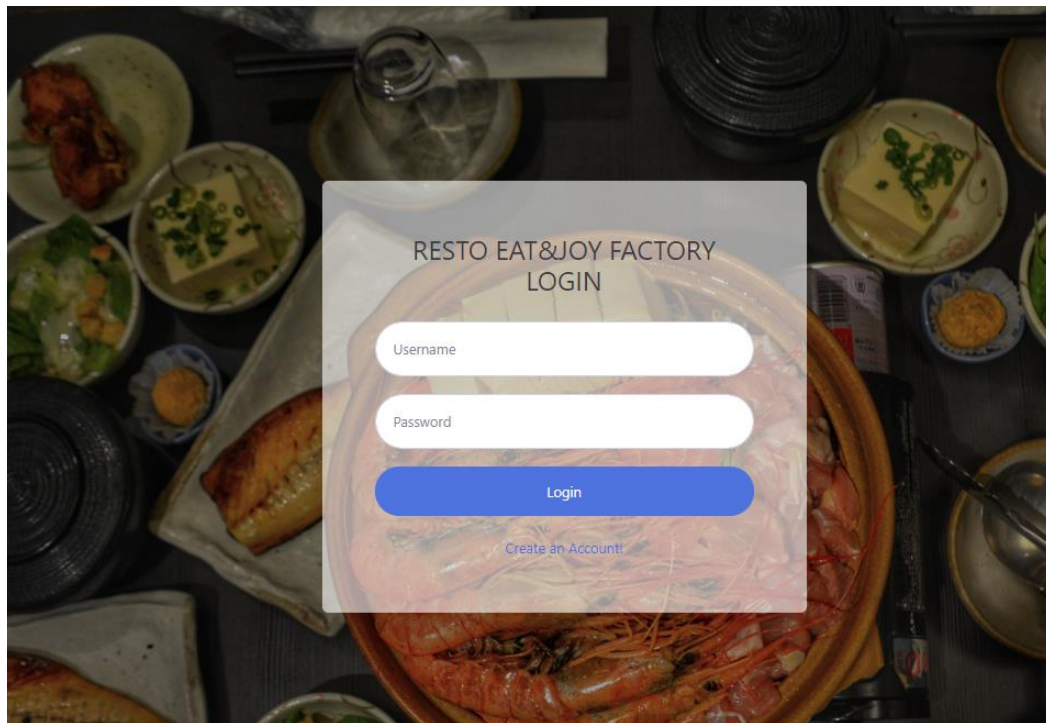 RESTO EAT&JOY FACTORY
LOGIN
Username
Password
Login
Create an Account!